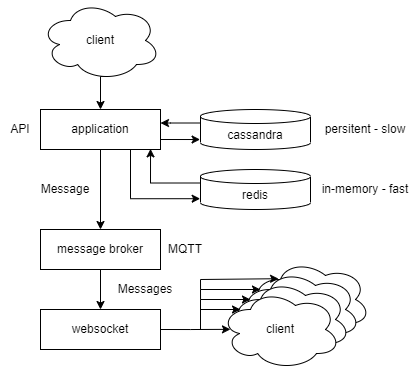 client
API
application
cassandra
persitent - slow
Message
redis
in-memory - fast
message broker
MQTT
Messages
websocket
client